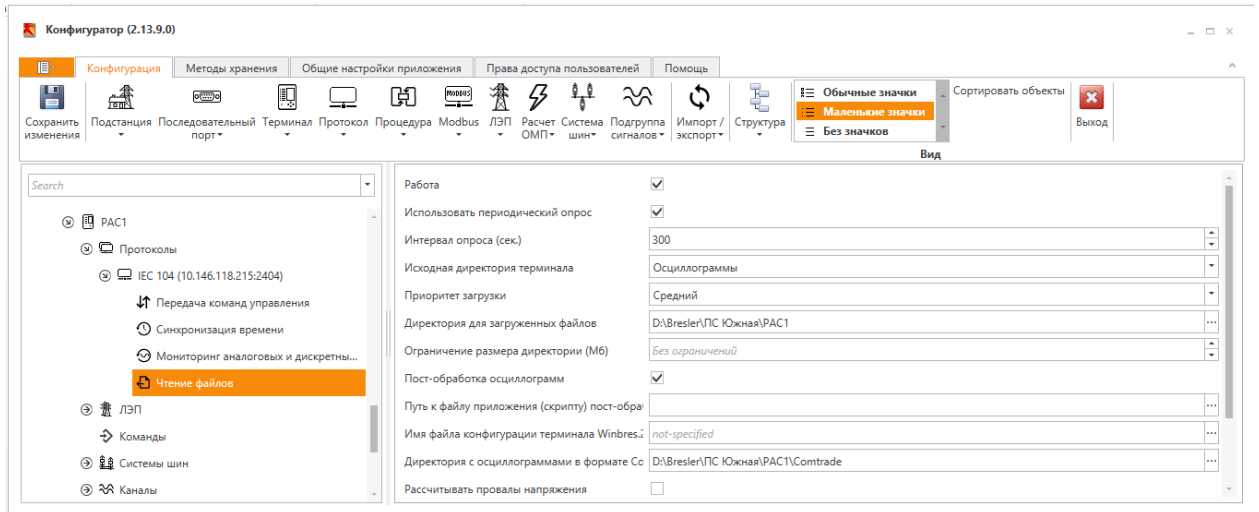 Конфигуратор (2.13.9.0)
Конфигурация Методы хранения Общие настройки приложения Права доступа пользователей Помощь
Сохранить изменения
Подстанция
Последовательный порт
Терминал
Протокол
Процедура
MODBUS
Modbus
ЛЭП
Расчет ОМП
Система шин
Подгруппа сигналов
Импорт / экспорт
Структура
Обычные значки
Маленькие значки
Без значков
Сортировать объекты
Выход
Вид
Search
РАС1
Протоколы
IEC 104 (10.146.118.215:2404)
Передача команд управления
Синхронизация времени
Мониторинг аналоговых и дискретны...
Чтение файлов
ЛЭП
Команды
Системы шин
Каналы
Работа
Использовать периодический опрос
Интервал опроса (сек.) 300
Исходная директория терминала Осциллограммы
Приоритет загрузки Средний
Директория для загруженных файлов D:\Bresler\ПС Южная\РАС1
Ограничение размера директории (Мб) Без ограничений
Пост-обработка осциллограмм
Путь к файлу приложения (скрипту) пост-обра
Имя файла конфигурации терминала Winbres.2 not-specified
Директория с осциллограммами в формате Co D:\Bresler\ПС Южная\РАС1\Comtrade
Рассчитывать провалы напряжения